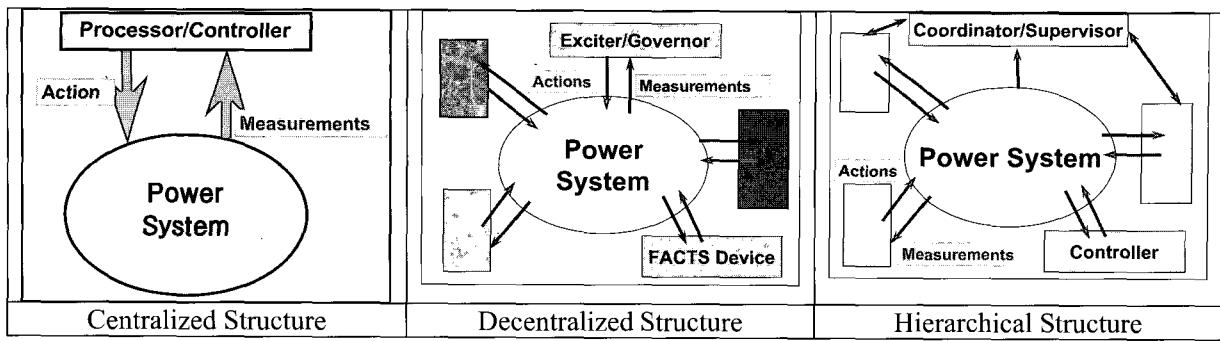 Processor/Controller
Action
Measurements
Power
System
Centralized Structure
Exciter/Governor
Actions
Measurements
Power
System
FACTS Device
Decentralized Structure
Coordinator/Supervisor
Power System
Actions
Measurements
Controller
Hierarchical Structure